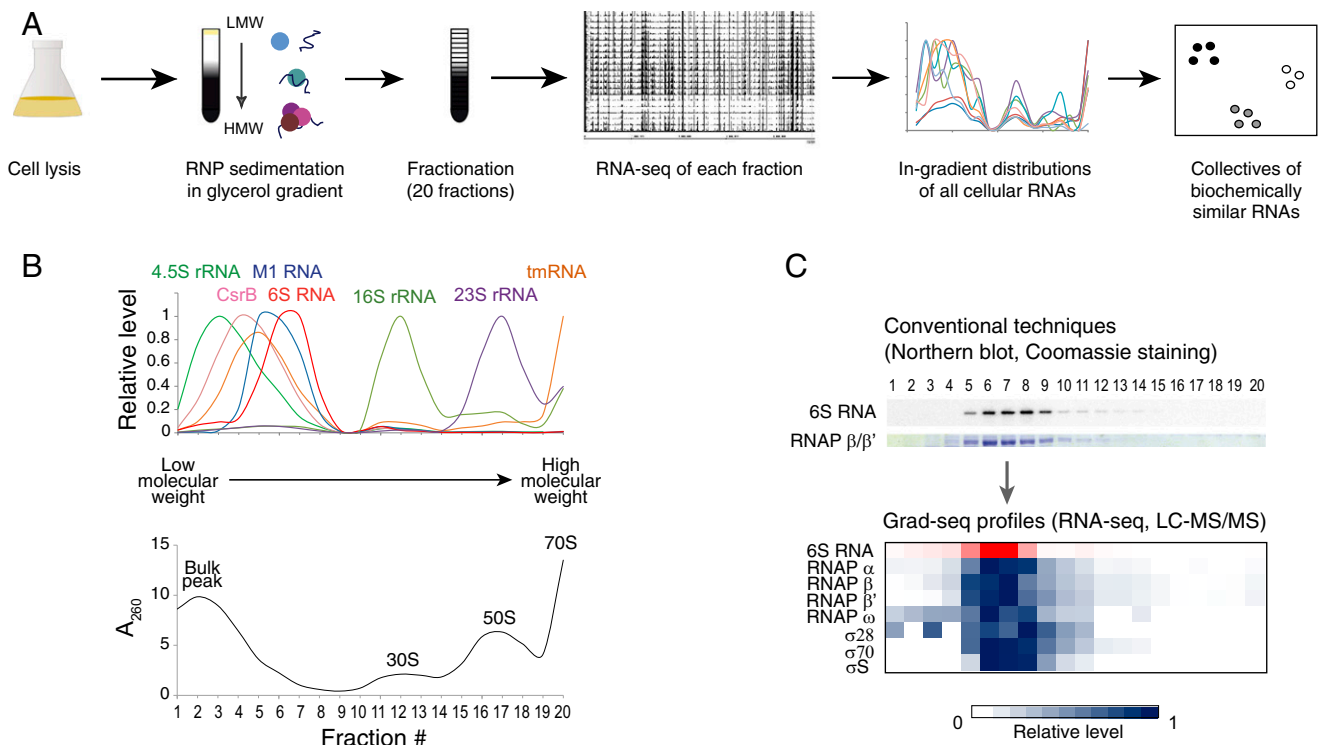 A
LMW
HMW
Cell lysis
RNP sedimentation
in glycerol gradient
Fractionation
(20 fractions)
RNA-seq of each fraction
In-gradient distributions
of all cellular RNAs
Collectives of
biochemically
similar RNAs
B
4.5S rRNA M1 RNA tmRNA
CsrB 6S RNA 16S rRNA 23S rRNA
Relative level
1
0.8
0.6
0.4
0.2
0
Low
molecular
weight
High
molecular
weight
A260
15
10
5
0
Bulk
peak
30S
50S
70S
1 2 3 4 5 6 7 8 9 10 11 12 13 14 15 16 17 18 19 20
Fraction #
C
Conventional techniques
(Northern blot, Coomassie staining)
1 2 3 4 5 6 7 8 9 10 11 12 13 14 15 16 17 18 19 20
6S RNA
RNAP β/β’
Grad-seq profiles (RNA-seq, LC-MS/MS)
6S RNA
RNAP α
RNAP β
RNAP β’
RNAP ω
σ28
σ70
σS
0 1
Relative level